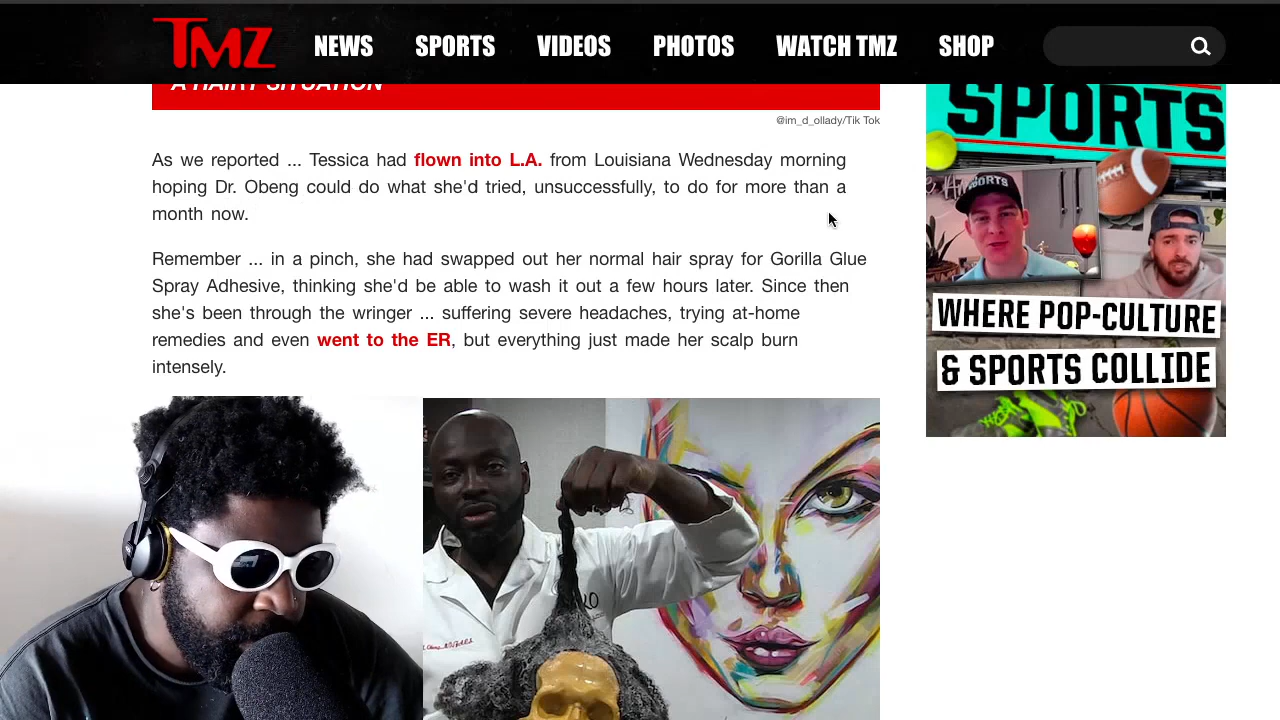 TMZ NEWS SPORTS VIDEOS PHOTOS WATCH TMZ SHOP
A HAIRY SITUATION
@im_d_ollady/Tik Tok
As we reported ... Tessica had flown into L.A. from Louisiana Wednesday morning
hoping Dr. Obeng could do what she'd tried, unsuccessfully, to do for more than a
month now.
Remember ... in a pinch, she had swapped out her normal hair spray for Gorilla Glue
Spray Adhesive, thinking she'd be able to wash it out a few hours later. Since then
she's been through the wringer ... suffering severe headaches, trying at-home
remedies and even went to the ER, but everything just made her scalp burn
intensely.
SPORTS
WHERE POP-CULTURE
& SPORTS COLLIDE